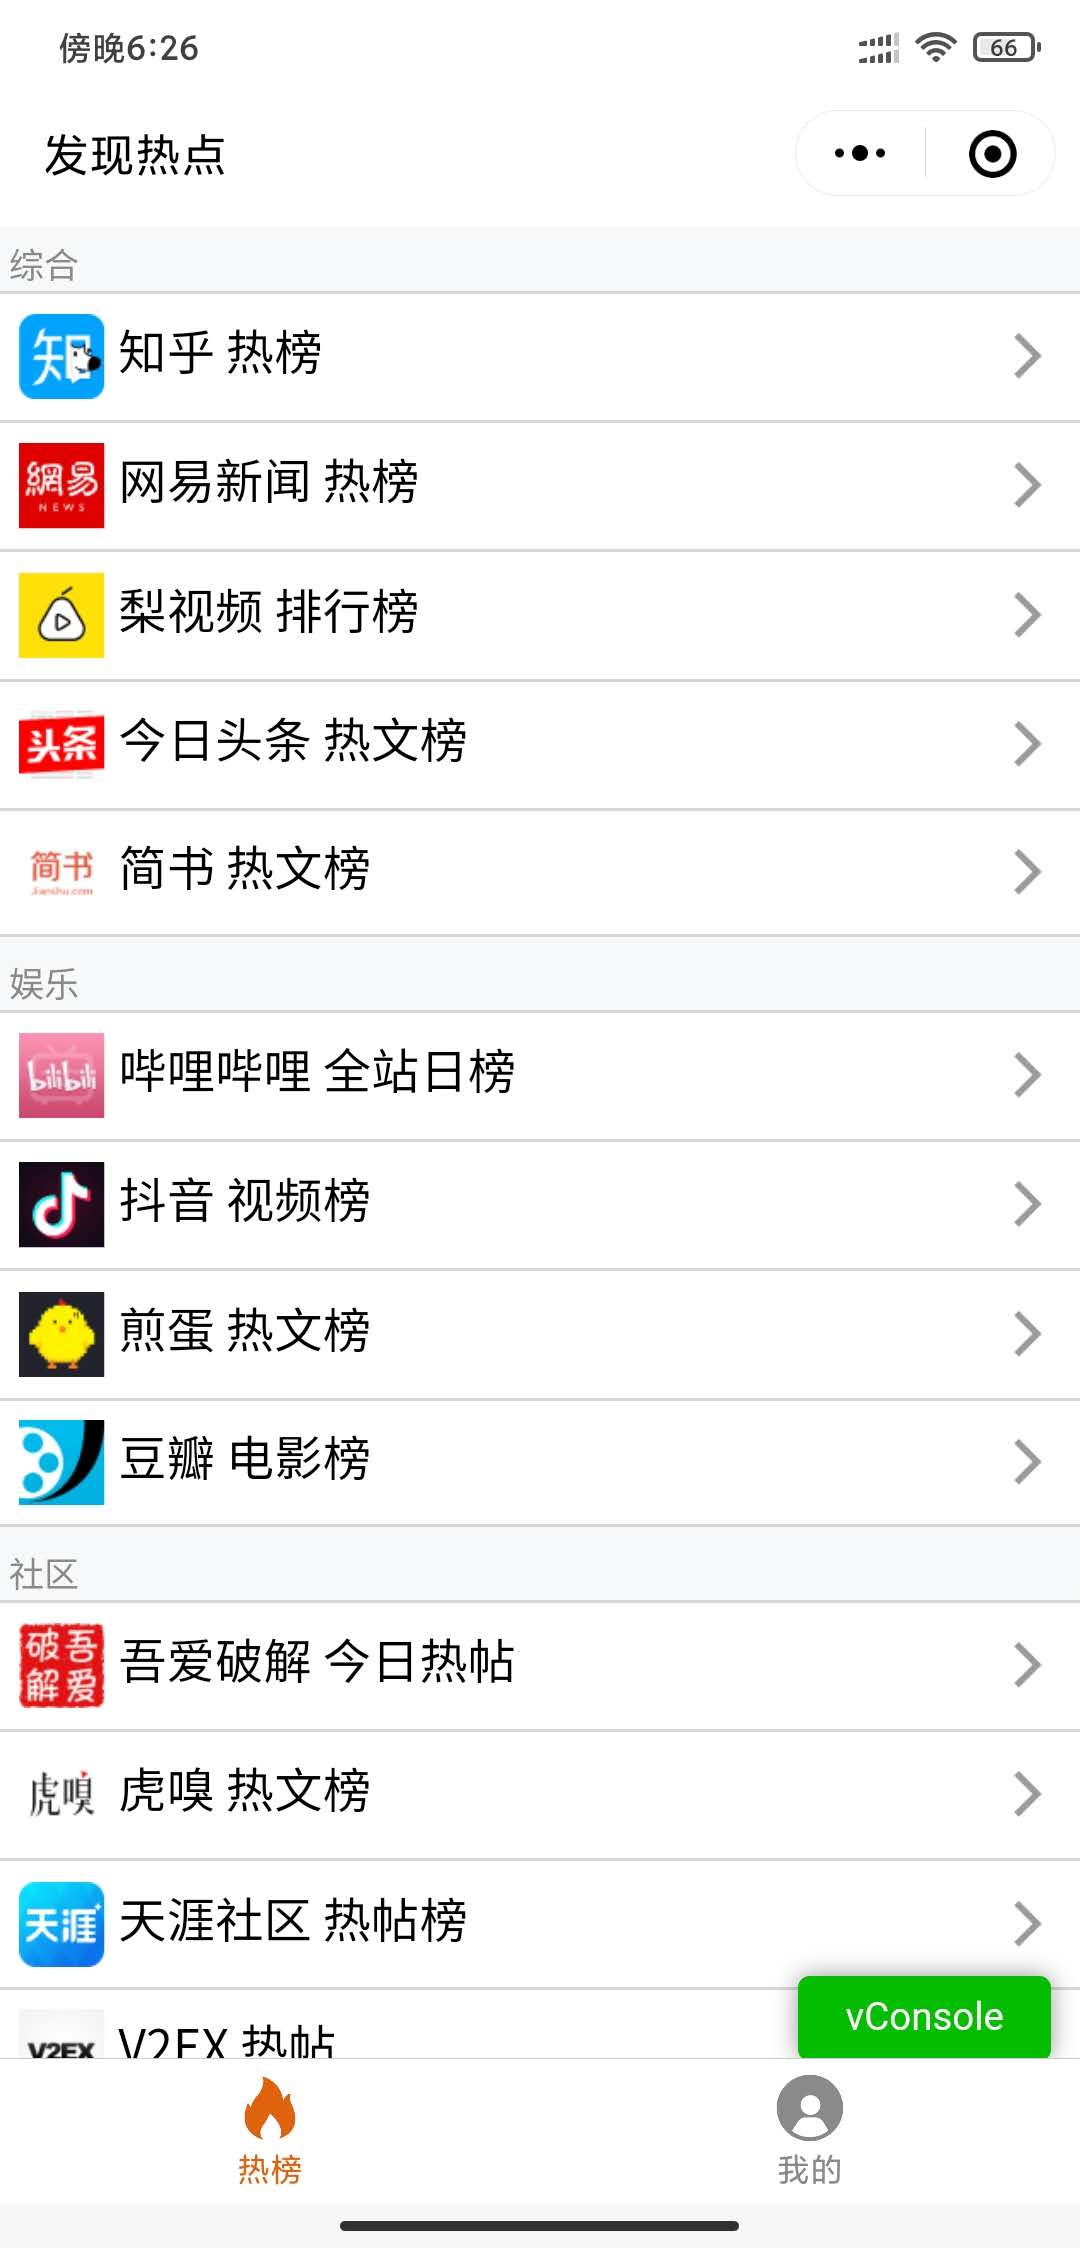 傍晚6:26
66
发现热点
综合
知
知乎 热榜
網易
NEWS
网易新闻 热榜
梨视频 排行榜
头条
今日头条 热文榜
简书
Jianshu.com
简书 热文榜
娱乐
bilibili
哔哩哔哩 全站日榜
抖音 视频榜
煎蛋 热文榜
豆瓣 电影榜
社区
破吾
解爱
吾爱破解 今日热帖
虎嗅
虎嗅 热文榜
天涯
天涯社区 热帖榜
V2EX
V2EX 热帖
vConsole
热榜
我的